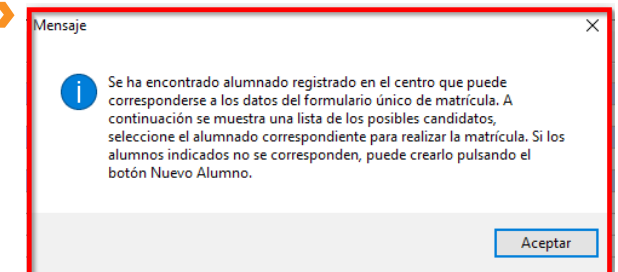 Mensaje
Se ha encontrado alumnado registrado en el centro que puede
corresponderse a los datos del formulario único de matrícula. A
continuación se muestra una lista de los posibles candidatos,
seleccione el alumnado correspondiente para realizar la matrícula. Si los
alumnos indicados no se corresponden, puede crearlo pulsando el
botón Nuevo Alumno.
Aceptar